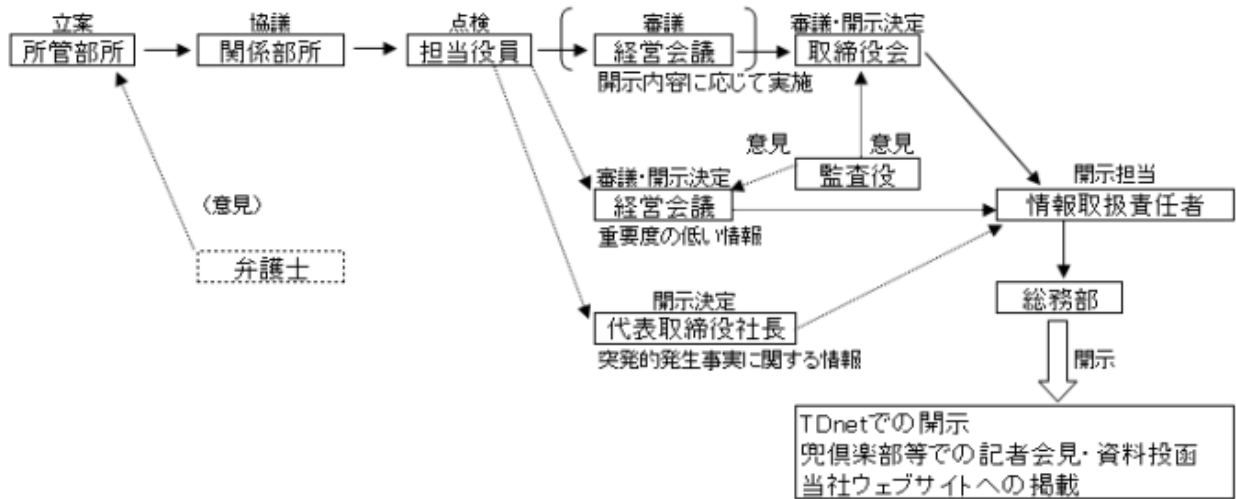 立案
所管部所
協議
関係部所
点検
担当役員
審議
経営会議
開示内容に応じて実施
審議・開示決定
取締役会
意見
意見
監査役
審議・開示決定
経営会議
重要度の低い情報
開示担当
情報取扱責任者
（意見）
弁護士
開示決定
代表取締役社長
突発的発生事実に関する情報
総務部
開示
TDnetでの開示
兜倶楽部等での記者会見・資料投函
当社ウェブサイトへの掲載